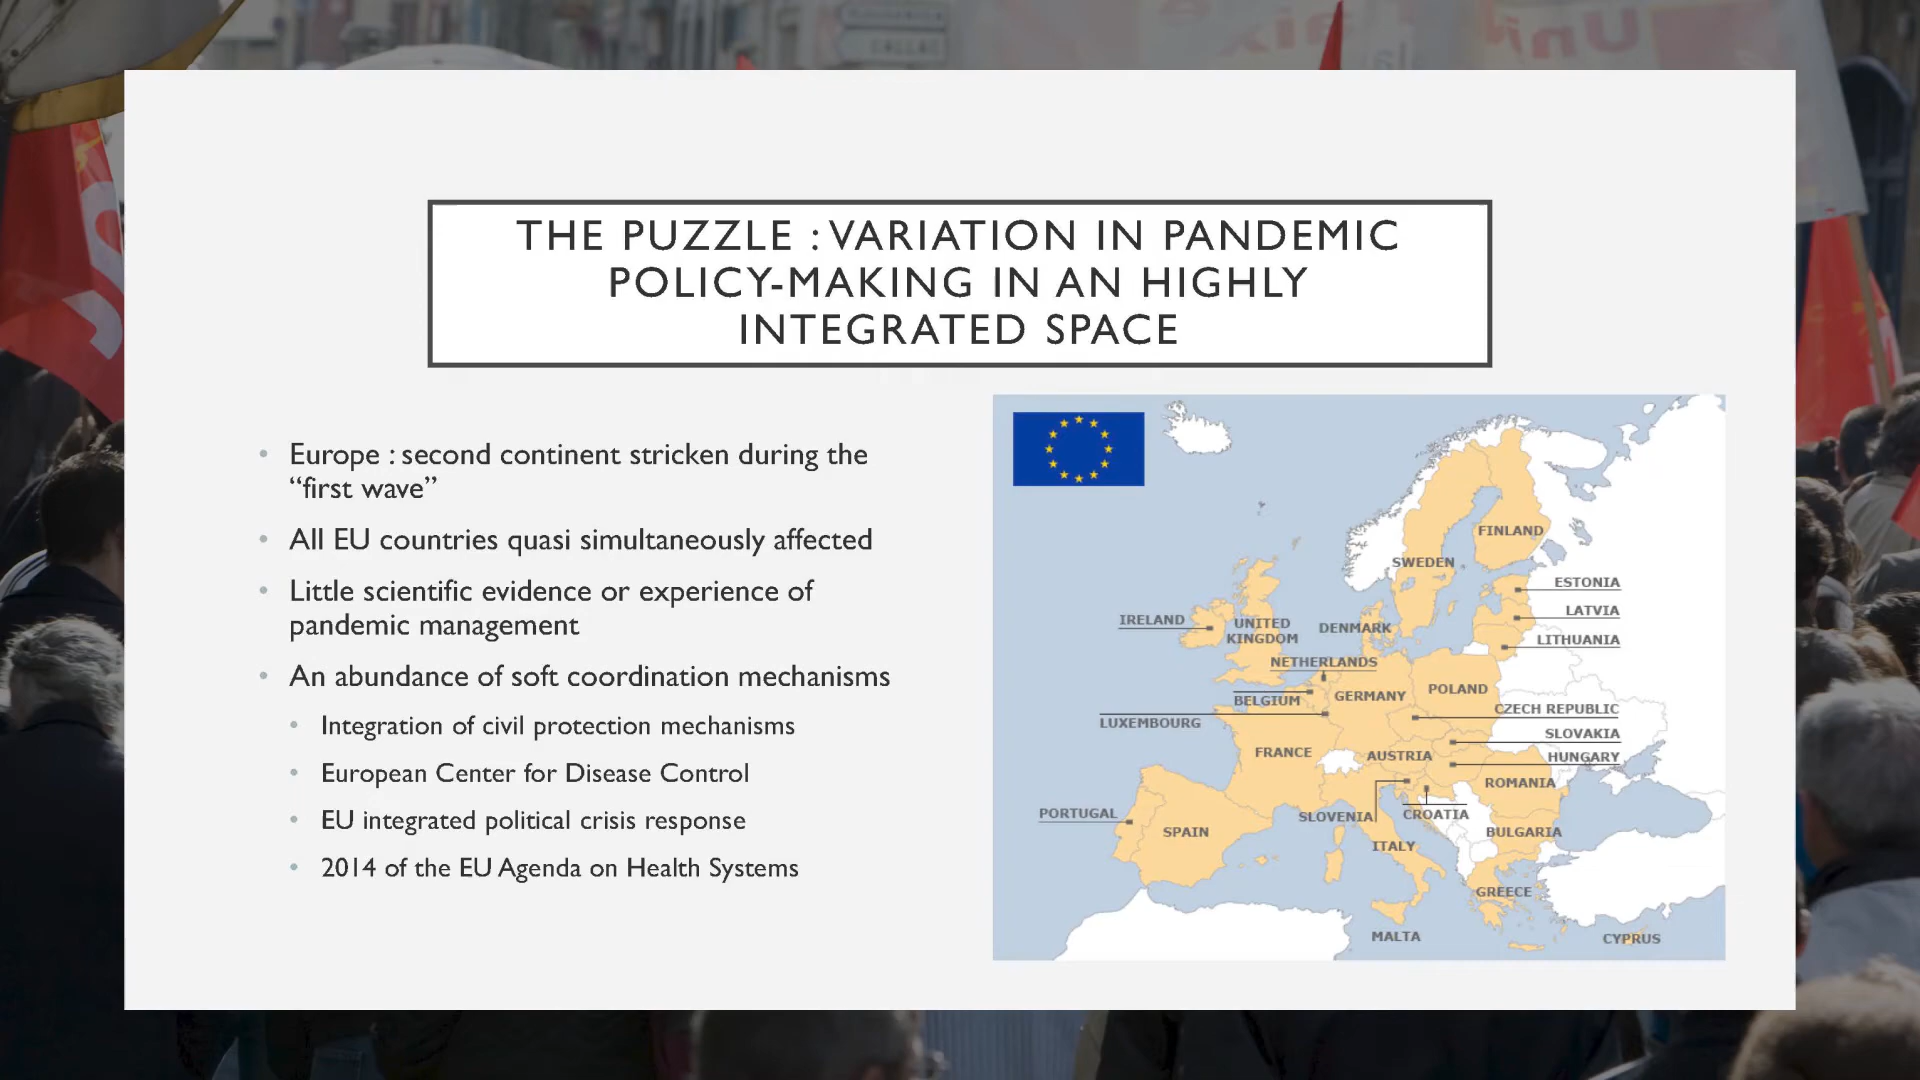 THE PUZZLE : VARIATION IN PANDEMIC
POLICY-MAKING IN AN HIGHLY
INTEGRATED SPACE
• Europe : second continent stricken during the
“first wave”
• All EU countries quasi simultaneously affected
• Little scientific evidence or experience of
pandemic management
• An abundance of soft coordination mechanisms
• Integration of civil protection mechanisms
• European Center for Disease Control
• EU integrated political crisis response
• 2014 of the EU Agenda on Health Systems
FINLAND
SWEDEN
ESTONIA
LATVIA
LITHUANIA
IRELAND
UNITED
KINGDOM
DENMARK
NETHERLANDS
BELGIUM
GERMANY
POLAND
LUXEMBOURG
CZECH REPUBLIC
SLOVAKIA
HUNGARY
FRANCE
AUSTRIA
ROMANIA
PORTUGAL
SPAIN
SLOVENIA
CROATIA
BULGARIA
ITALY
GREECE
MALTA
CYPRUS